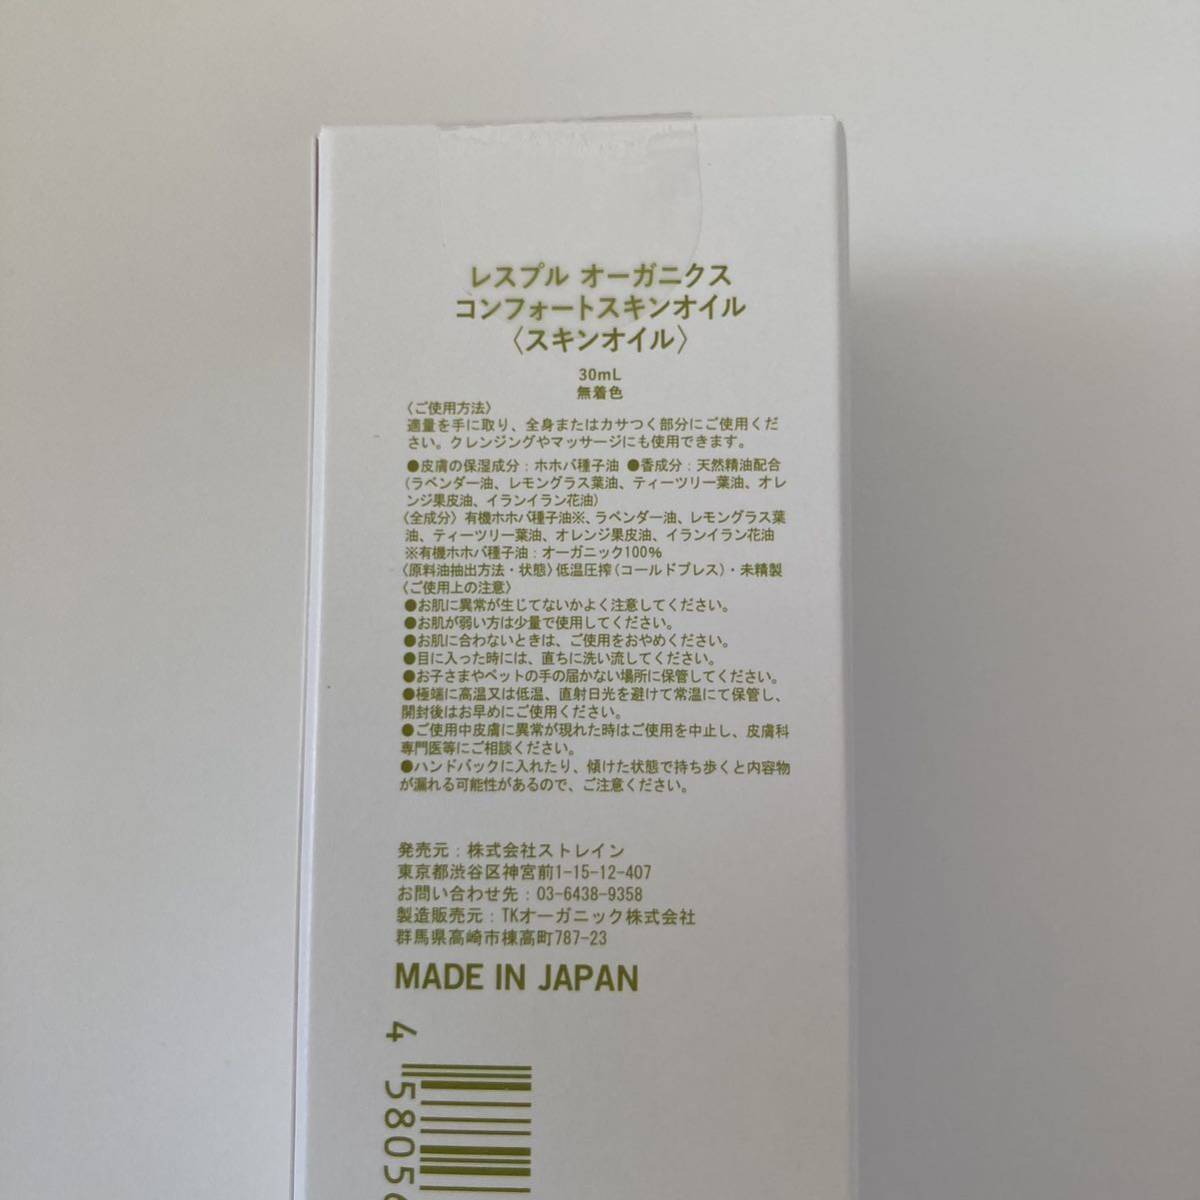 レスプル オーガニクス
コンフォートスキンオイル
〈スキンオイル〉
30mL
無着色
〈ご使用方法〉
適量を手に取り、全身またはカサつく部分にご使用くだ
さい。クレンジングやマッサージにも使用できます。
●皮膚の保湿成分：ホホバ種子油 ●香成分：天然精油配合
(ラベンダー油、レモングラス葉油、ティーツリー葉油、オレ
ンジ果皮油、イランイラン花油)
〈全成分〉有機ホホバ種子油※、ラベンダー油、レモングラス葉
油、ティーツリー葉油、オレンジ果皮油、イランイラン花油
※有機ホホバ種子油：オーガニック100%
〈原料油抽出方法・状態〉低温圧搾(コールドプレス)・未精製
〈ご使用上の注意〉
●お肌に異常が生じてないかよく注意してください。
●お肌が弱い方は少量で使用してください。
●お肌に合わないときは、ご使用をおやめください。
●目に入った時には、直ちに洗い流してください。
●お子さまやペットの手の届かない場所に保管してください。
●極端に高温又は低温、直射日光を避けて常温にて保管し、
開封後はお早めにご使用ください。
●ご使用中皮膚に異常が現れた時はご使用を中止し、皮膚科
専門医等にご相談ください。
●ハンドバックに入れたり、傾けた状態で持ち歩くと内容物
が漏れる可能性があるので、ご注意ください。
発売元：株式会社ストレイン
東京都渋谷区神宮前1-15-12-407
お問い合わせ先：03-6438-9358
製造販売元：TKオーガニック株式会社
群馬県高崎市棟高町787-23
MADE IN JAPAN
4 5805